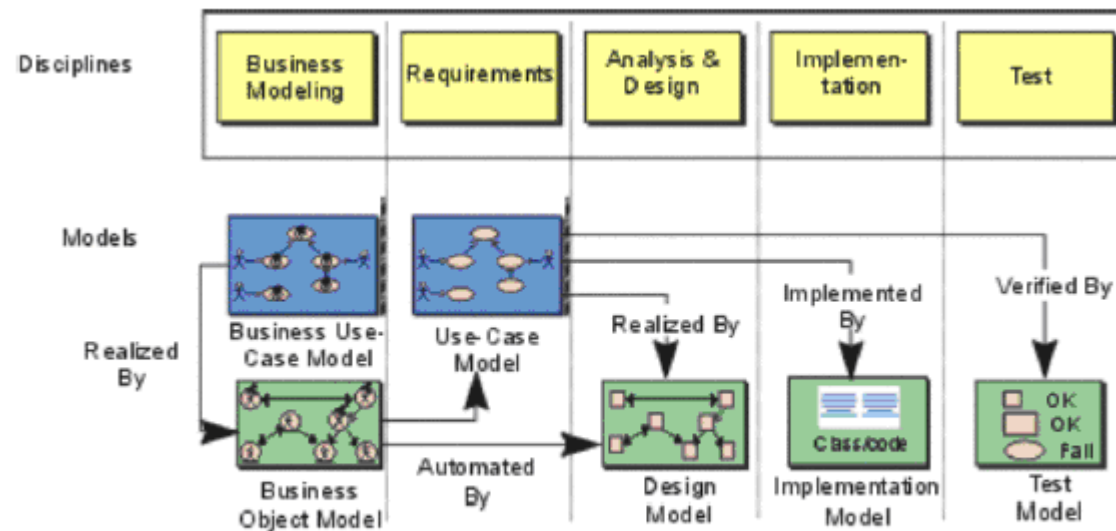 Disciplines
Business
Modeling
Requirements
Analysis &
Design
Implemen-
tation
Test
Models
Business Use-
Case Model
Use- Case
Model
Realized
By
Realized By
Implemented
By
Verified By
Automated
By
Business
Object Model
Design
Model
Class/code
Implementation
Model
OK
OK
Fail
Test
Model